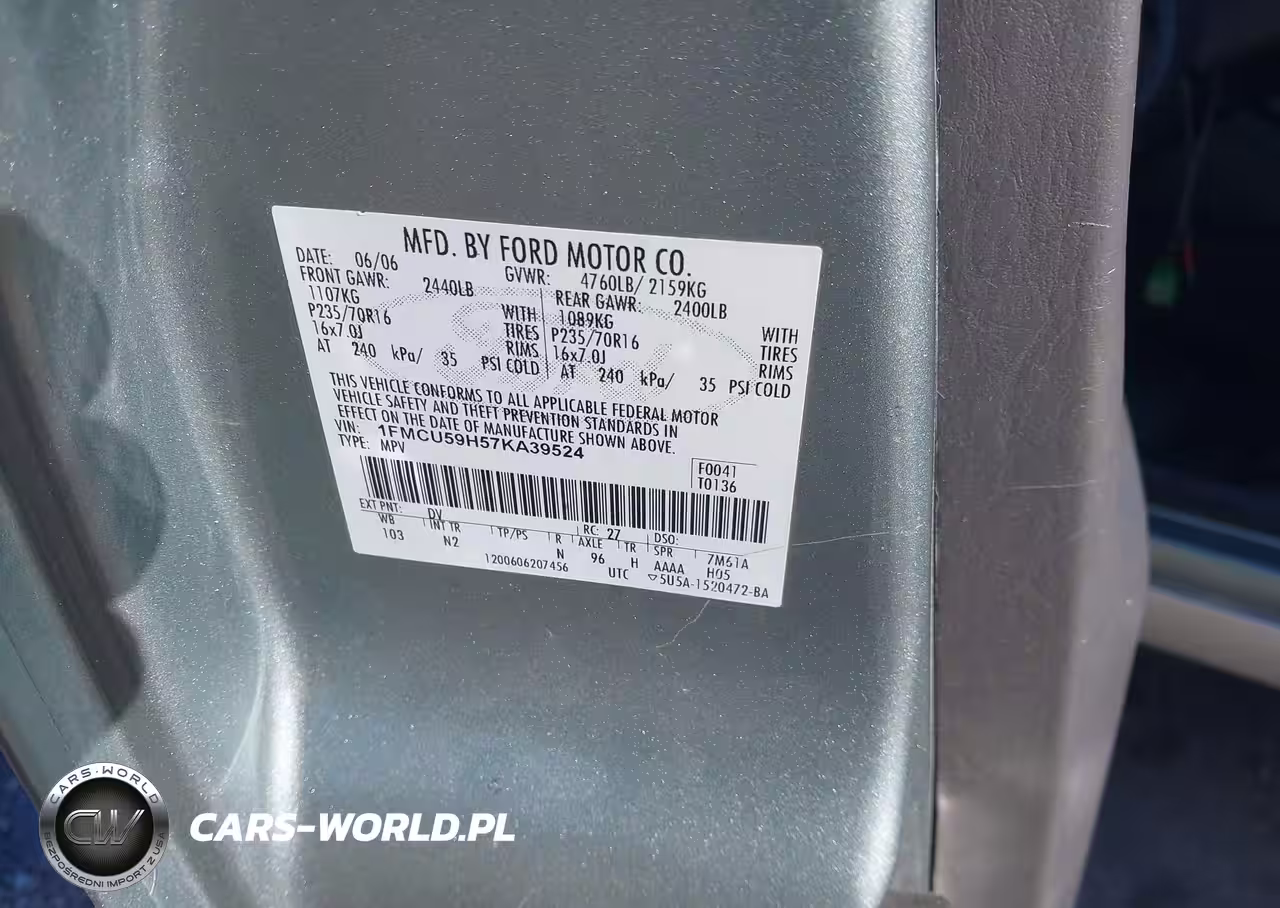 MFD. BY FORD MOTOR CO.
DATE: 06/06 GVWR: 4760LB/ 2159KG
FRONT GAWR: 2440LB REAR GAWR: 2400LB
1107KG WITH 1089KG WITH
P235/70R16 TIRES P235/70R16 TIRES
16x7.0J RIMS 16x7.0J RIMS
AT 240 kPa/ 35 PSI COLD AT 240 kPa/ 35 PSI COLD
THIS VEHICLE CONFORMS TO ALL APPLICABLE FEDERAL MOTOR
VEHICLE SAFETY AND THEFT PREVENTION STANDARDS IN
EFFECT ON THE DATE OF MANUFACTURE SHOWN ABOVE.
VIN: 1FMCU59H57KA39524
TYPE: MPV
F0041
T0136
EXT PNT: DV RC: 27 DSO:
WB INT TR TP/PS R AXLE TR SPR 7M61A
103 N2 N 96 H AAAA H05
1200606207456 UTC ▽5U5A-1520472-BA
CARS-WORLD
CW
BEZPOŚREDNI IMPORT Z USA
CARS-WORLD.PL